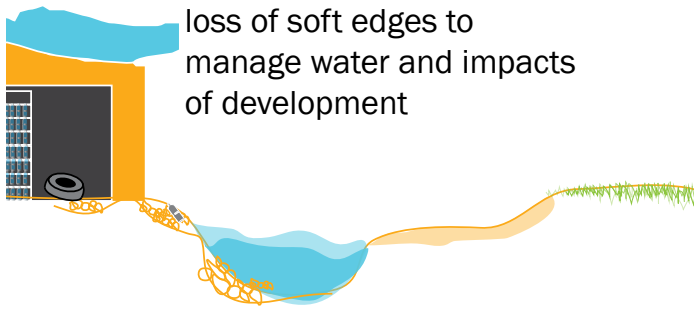 loss of soft edges to
manage water and impacts
of development